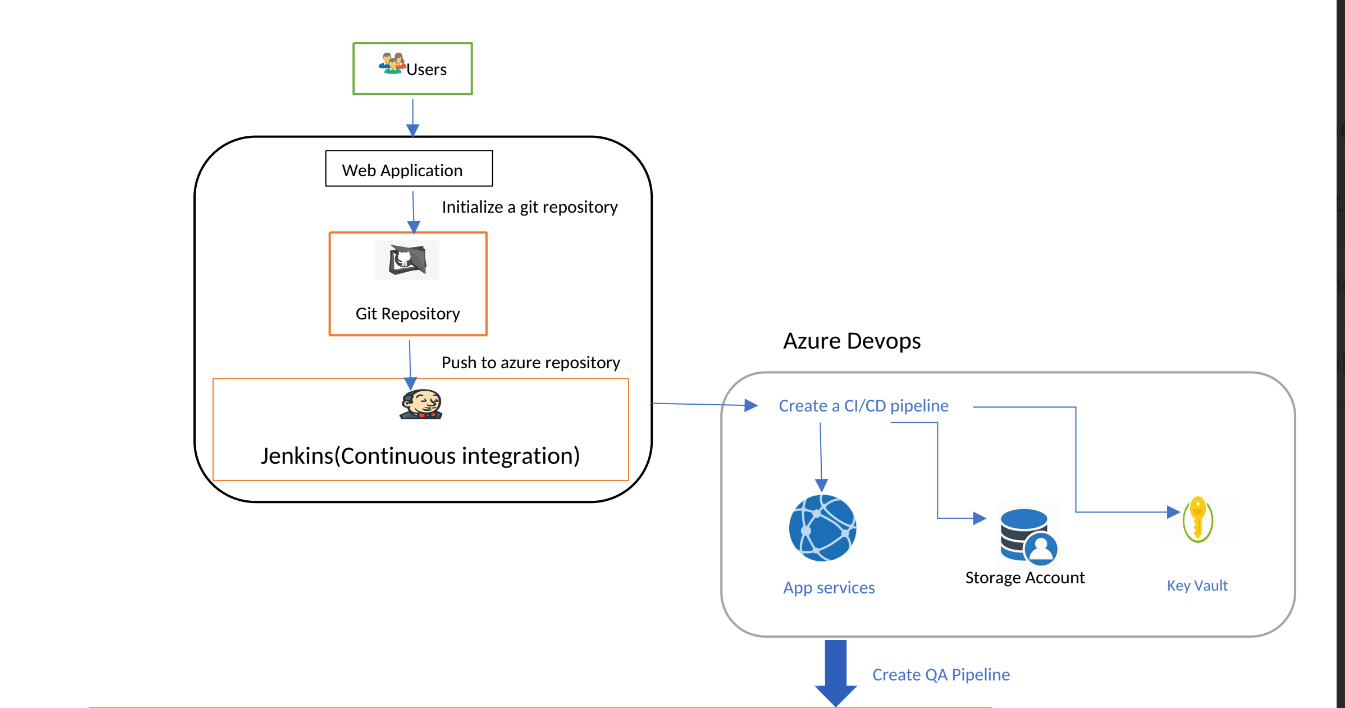 Users
Web Application
Initialize a git repository
Git Repository
Push to azure repository
Jenkins(Continuous integration)
Azure Devops
Create a CI/CD pipeline
App services
Storage Account
Key Vault
Create QA Pipeline